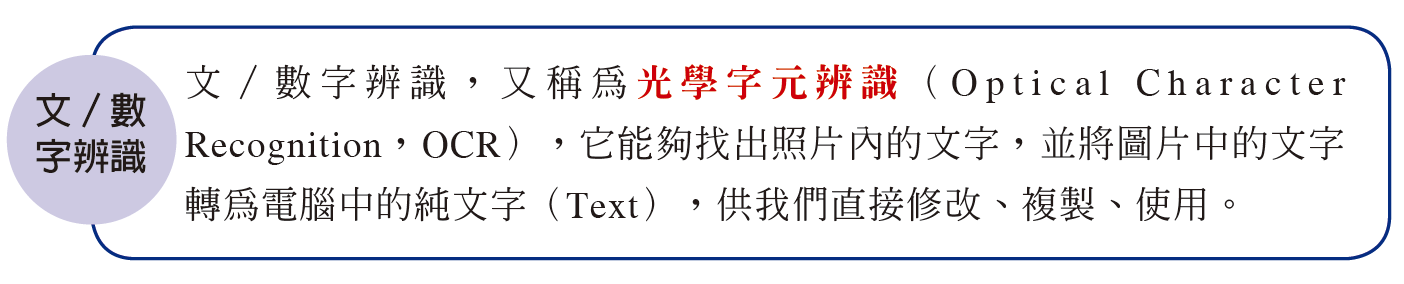 文／數
字辨識
文／數字辨識，又稱為光學字元辨識（Optical Character
Recognition，OCR），它能夠找出照片內的文字，並將圖片中的文字
轉為電腦中的純文字（Text），供我們直接修改、複製、使用。